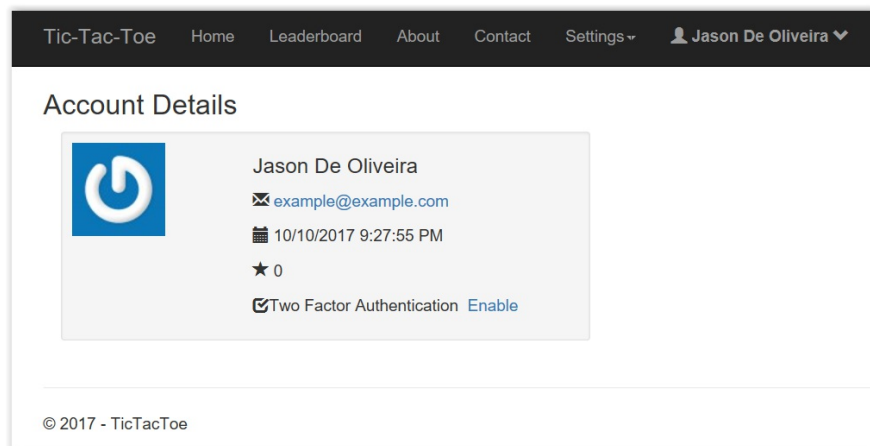 Tic-Tac-Toe Home Leaderboard About Contact Settings Jason De Oliveira
Account Details
Jason De Oliveira
example@example.com
10/10/2017 9:27:55 PM
0
Two Factor Authentication Enable
© 2017 - TicTacToe